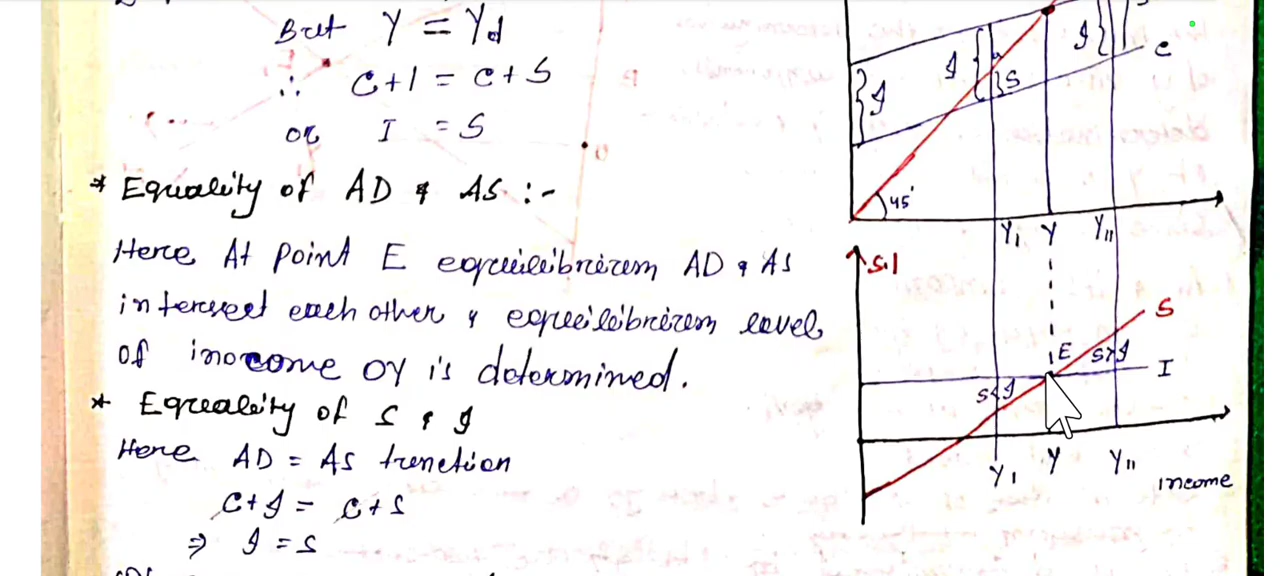 But Y = Yd
∴ C+I = C+S
or I = S
* Equality of AD & AS :-
Here At point E equilibrium AD & AS
intersect each other & equilibrium level
of income OY is determined.
* Equality of S & I
Here AD = AS function
C+I = C+S
⇒ I = S
I
I
S
I
C
45°
Y₁ Y Y₁₁
S.I
S
E
S>I
I
S<I
Y₁ Y Y₁₁
income